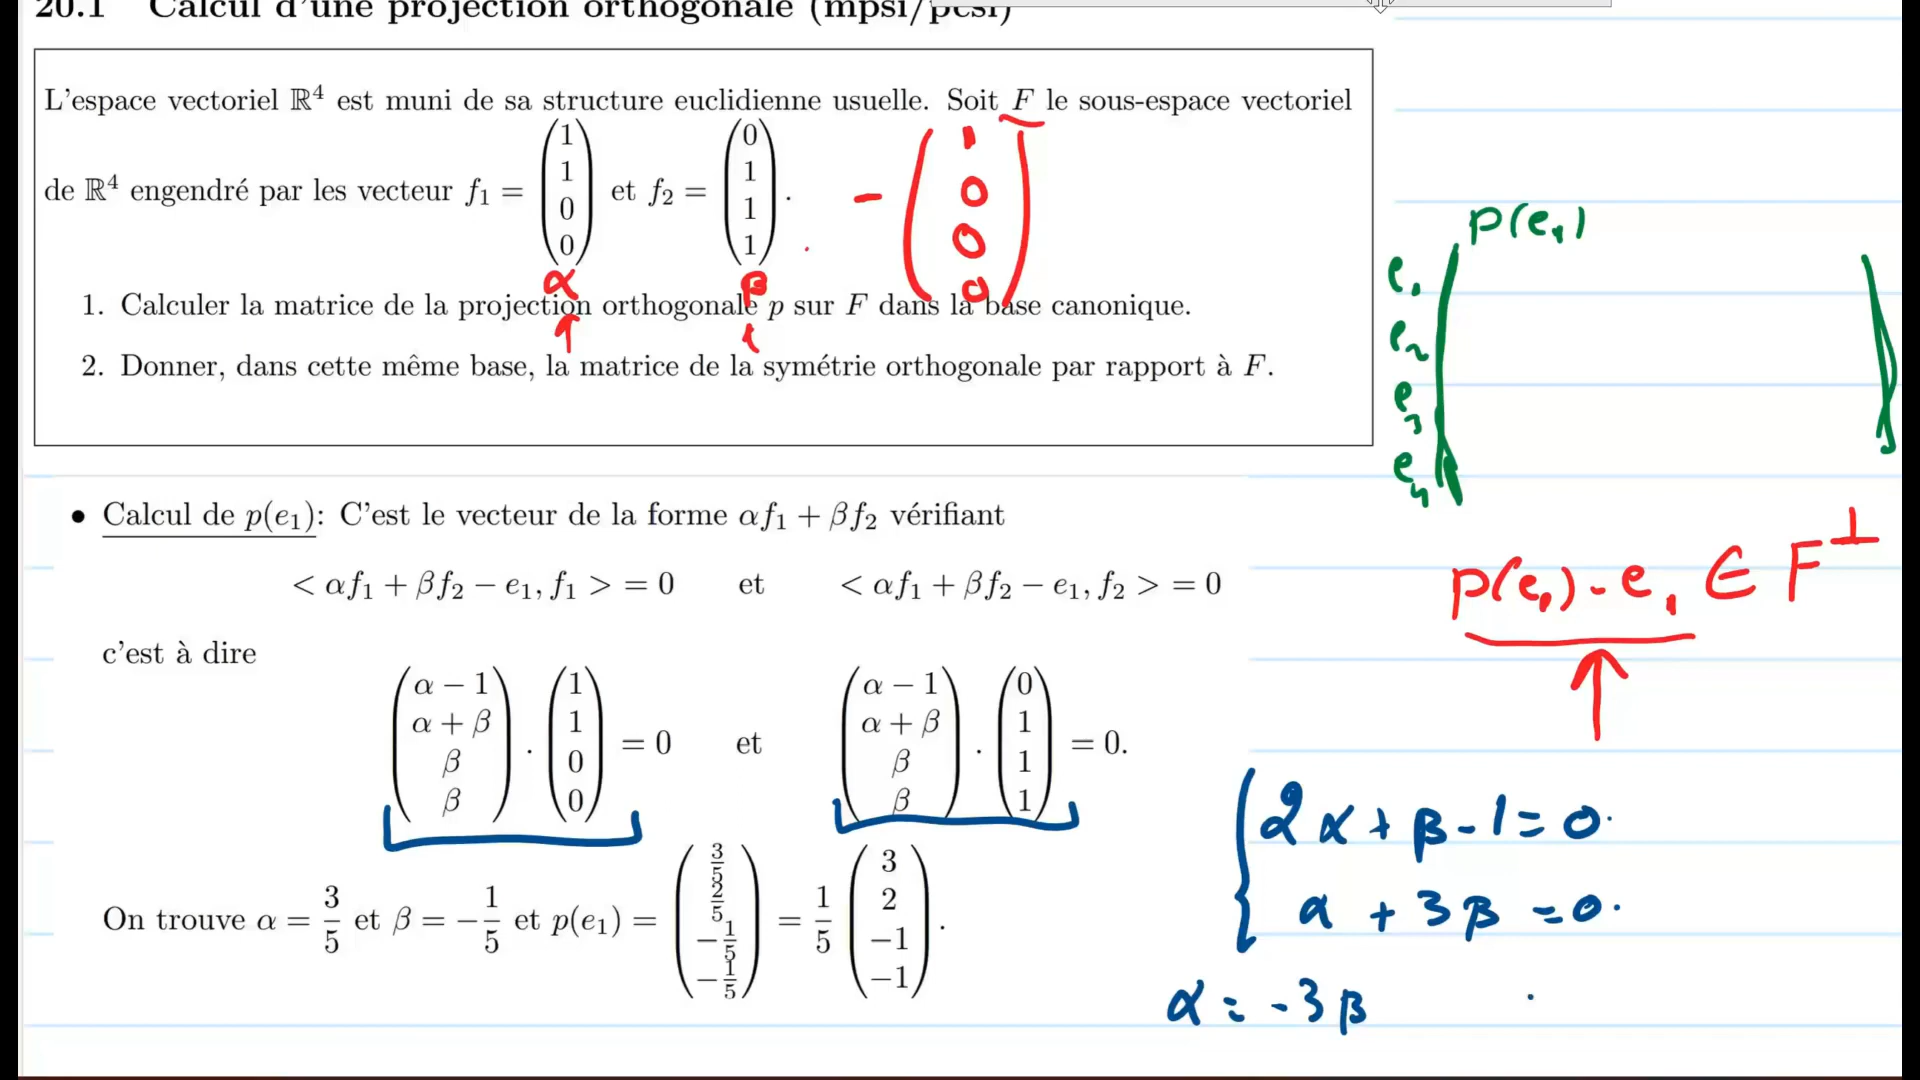 20.1 Calcul d'une projection orthogonale (mpsi/pcsi)
L'espace vectoriel ℝ⁴ est muni de sa structure euclidienne usuelle. Soit F le sous-espace vectoriel
de ℝ⁴ engendré par les vecteur f₁ = (1 1 0 0) et f₂ = (0 1 1 1). - (1 0 0 0)
α β
1. Calculer la matrice de la projection orthogonale p sur F dans la base canonique.
2. Donner, dans cette même base, la matrice de la symétrie orthogonale par rapport à F.
p(e₁)
e₁
e₂
e₃
e₄
p(e₁) - e₁ ∈ F⊥
• Calcul de p(e₁): C'est le vecteur de la forme αf₁ + βf₂ vérifiant
< αf₁ + βf₂ − e₁, f₁ > = 0 et < αf₁ + βf₂ − e₁, f₂ > = 0
c'est à dire
(α − 1 α + β β β) . (1 1 0 0) = 0 et (α − 1 α + β β β) . (0 1 1 1) = 0.
On trouve α = 3/5 et β = −1/5 et p(e₁) = (3/5 2/5 −1/5 −1/5) = 1/5 (3 2 −1 −1).
2α + β - 1 = 0.
α + 3β = 0.
α = -3β